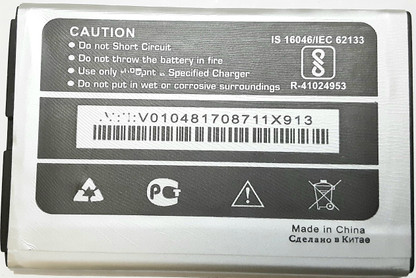 CAUTION
● Do not Short Circuit
● Do not throw the battery in fire
● Use only Specified Charger
● Do not put in wet or corrosive surroundings
IS 16046/IEC 62133
R-41024953
V010481708711X913
Made in China
Сделано в Китае